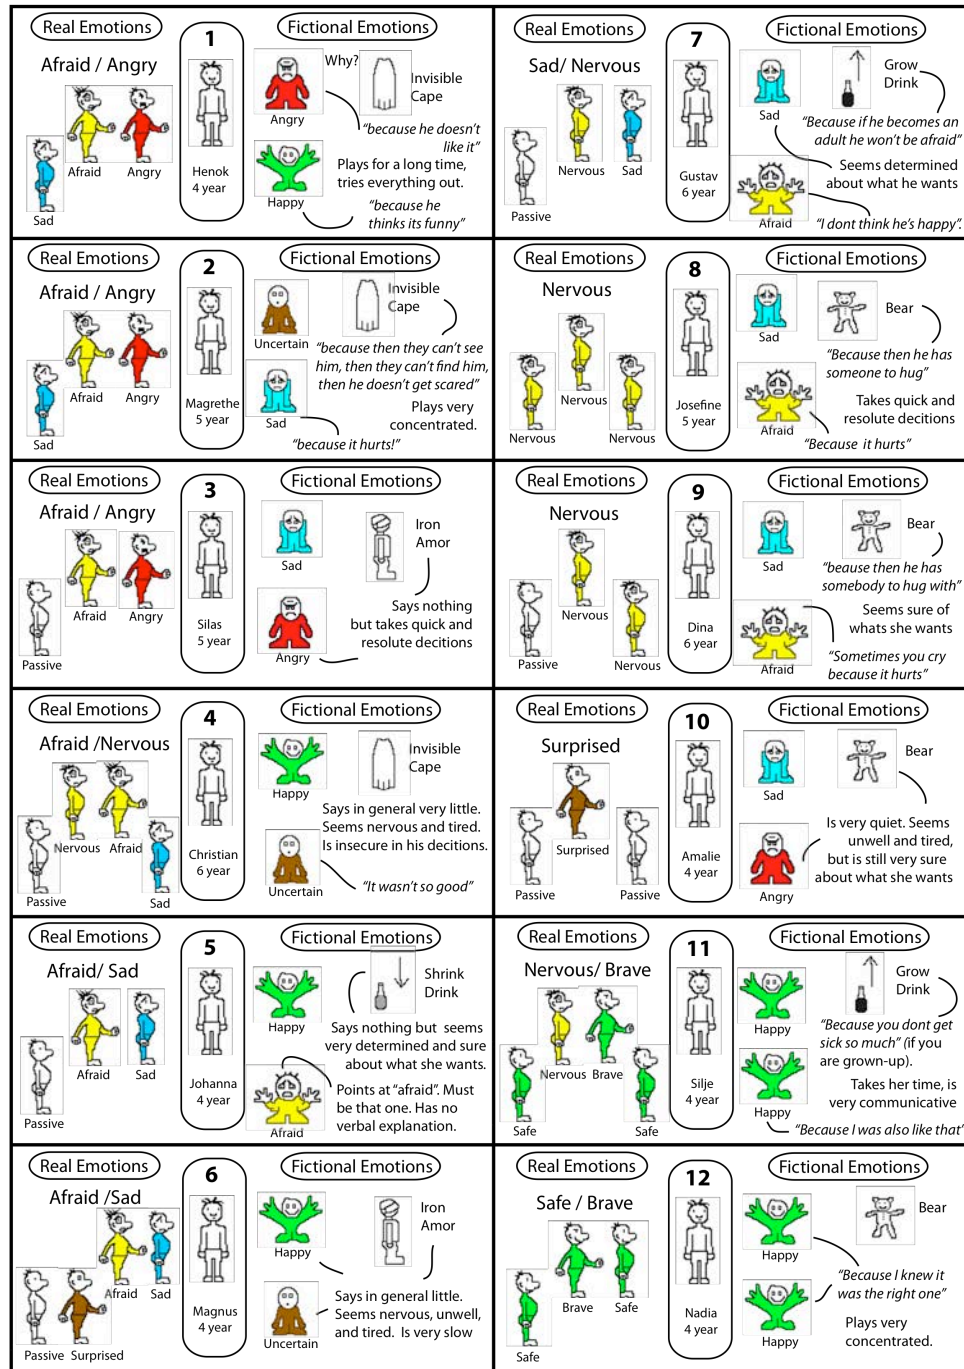 Real Emotions
1
Fictional Emotions
Afraid / Angry
Sad
Afraid
Angry
Henok
4 year
Angry
Why?
Invisible
Cape
"because he doesn't
like it"
Happy
Plays for a long time,
tries everything out.
"because he
thinks its funny"
Real Emotions
2
Fictional Emotions
Afraid / Angry
Sad
Afraid
Angry
Magrethe
5 year
Uncertain
Invisible
Cape
"because then they can't see
him, then they can't find him,
then he doesn't get scared"
Sad
Plays very
concentrated.
"because it hurts!"
Real Emotions
3
Fictional Emotions
Afraid / Angry
Passive
Afraid
Angry
Silas
5 year
Sad
Iron
Amor
Angry
Says nothing
but takes quick and
resolute decitions
Real Emotions
4
Fictional Emotions
Afraid /Nervous
Passive
Nervous
Afraid
Sad
Christian
6 year
Happy
Invisible
Cape
Says in general very little.
Seems nervous and tired.
Is insecure in his decitions.
Uncertain
"It wasn't so good"
Real Emotions
5
Fictional Emotions
Afraid/ Sad
Passive
Afraid
Sad
Johanna
4 year
Happy
Shrink
Drink
Says nothing but seems
very determined and sure
about what she wants.
Afraid
Points at "afraid". Must
be that one. Has no
verbal explanation.
Real Emotions
6
Fictional Emotions
Afraid /Sad
Afraid
Sad
Passive
Surprised
Magnus
4 year
Happy
Iron
Amor
Uncertain
Says in general little.
Seems nervous, unwell,
and tired. Is very slow
Real Emotions
7
Fictional Emotions
Sad/ Nervous
Passive
Nervous
Sad
Gustav
6 year
Sad
Grow
Drink
"Because if he becomes an
adult he won't be afraid"
Seems determined
about what he wants
Afraid
"I dont think he's happy".
Real Emotions
8
Fictional Emotions
Nervous
Nervous
Nervous
Nervous
Josefine
5 year
Sad
Bear
"Because then he has
someone to hug"
Afraid
Takes quick and
resolute decitions
"Because it hurts"
Real Emotions
9
Fictional Emotions
Nervous
Passive
Nervous
Nervous
Dina
6 year
Sad
Bear
"beause then he has
somebody to hug with"
Afraid
Seems sure of
whats she wants
"Sometimes you cry
because it hurts"
Real Emotions
10
Fictional Emotions
Surprised
Passive
Surprised
Passive
Amalie
4 year
Sad
Bear
Is very quiet. Seems
unwell and tired,
but is still very sure
about what she wants
Angry
Real Emotions
11
Fictional Emotions
Nervous/ Brave
Safe
Nervous
Brave
Safe
Silje
4 year
Happy
Grow
Drink
"Because you dont get
sick so much" (if you
are grown-up).
Happy
Takes her time, is
very communicative
"Because I was also like that"
Real Emotions
12
Fictional Emotions
Safe / Brave
Safe
Brave
Safe
Nadia
4 year
Happy
Bear
"Because I knew it
was the right one"
Happy
Plays very
concentrated.